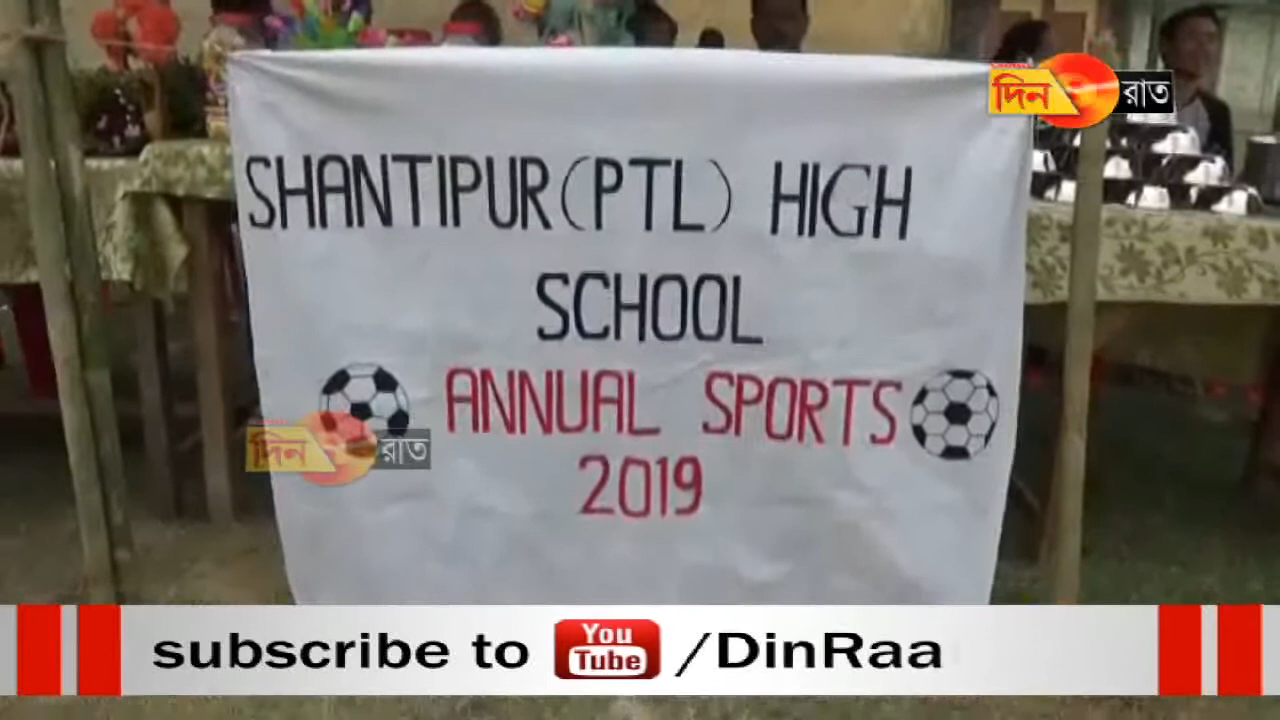 দিন রাত
SHANTIPUR (PTL) HIGH
SCHOOL
ANNUAL SPORTS
2019
দিন রাত
subscribe to You Tube /DinRaa